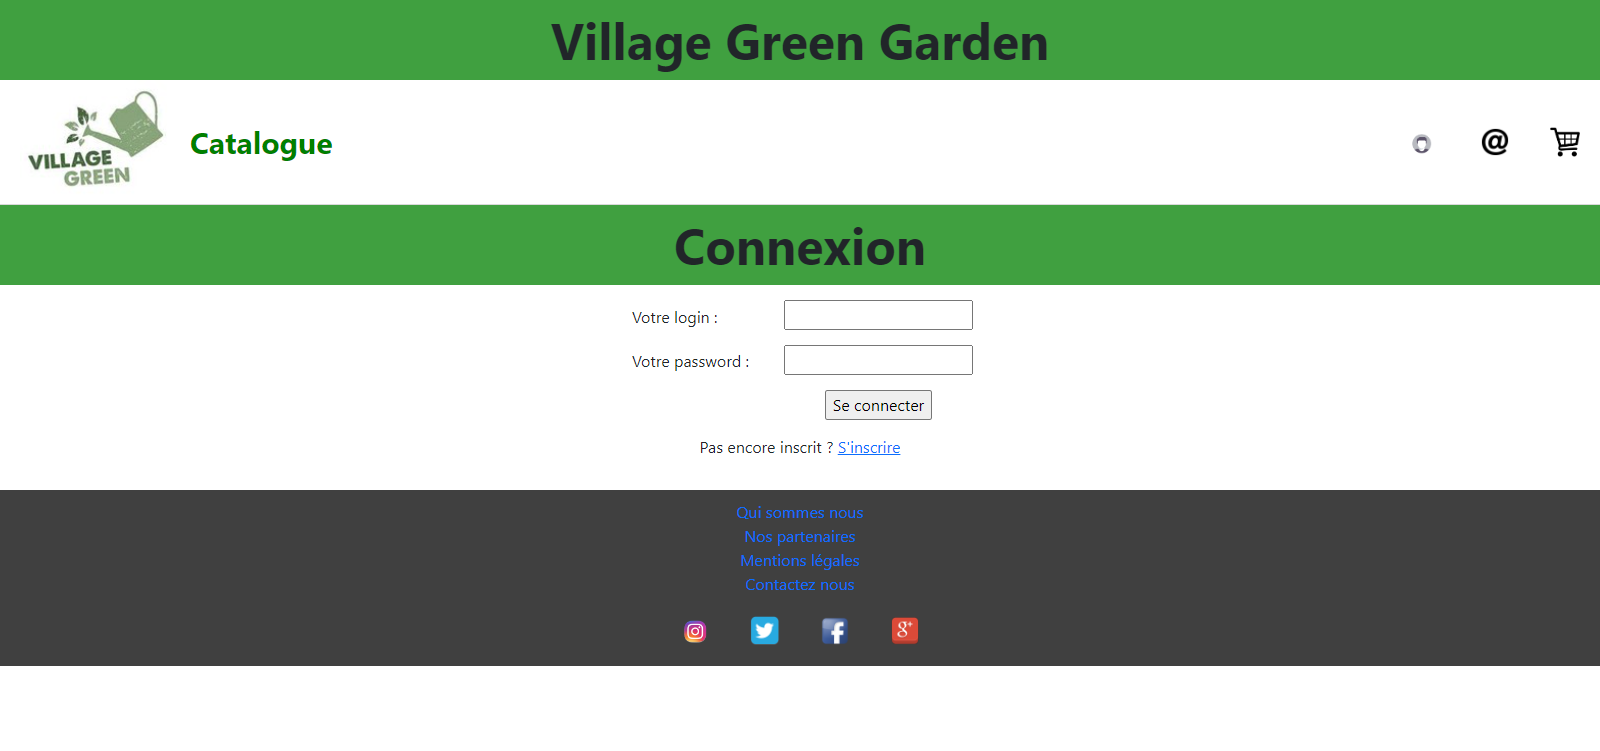 Village Green Garden
VILLAGE
GREEN
Catalogue
@
Connexion
Votre login :
Votre password :
Se connecter
Pas encore inscrit ? S'inscrire
Qui sommes nous
Nos partenaires
Mentions légales
Contactez nous
f
g+